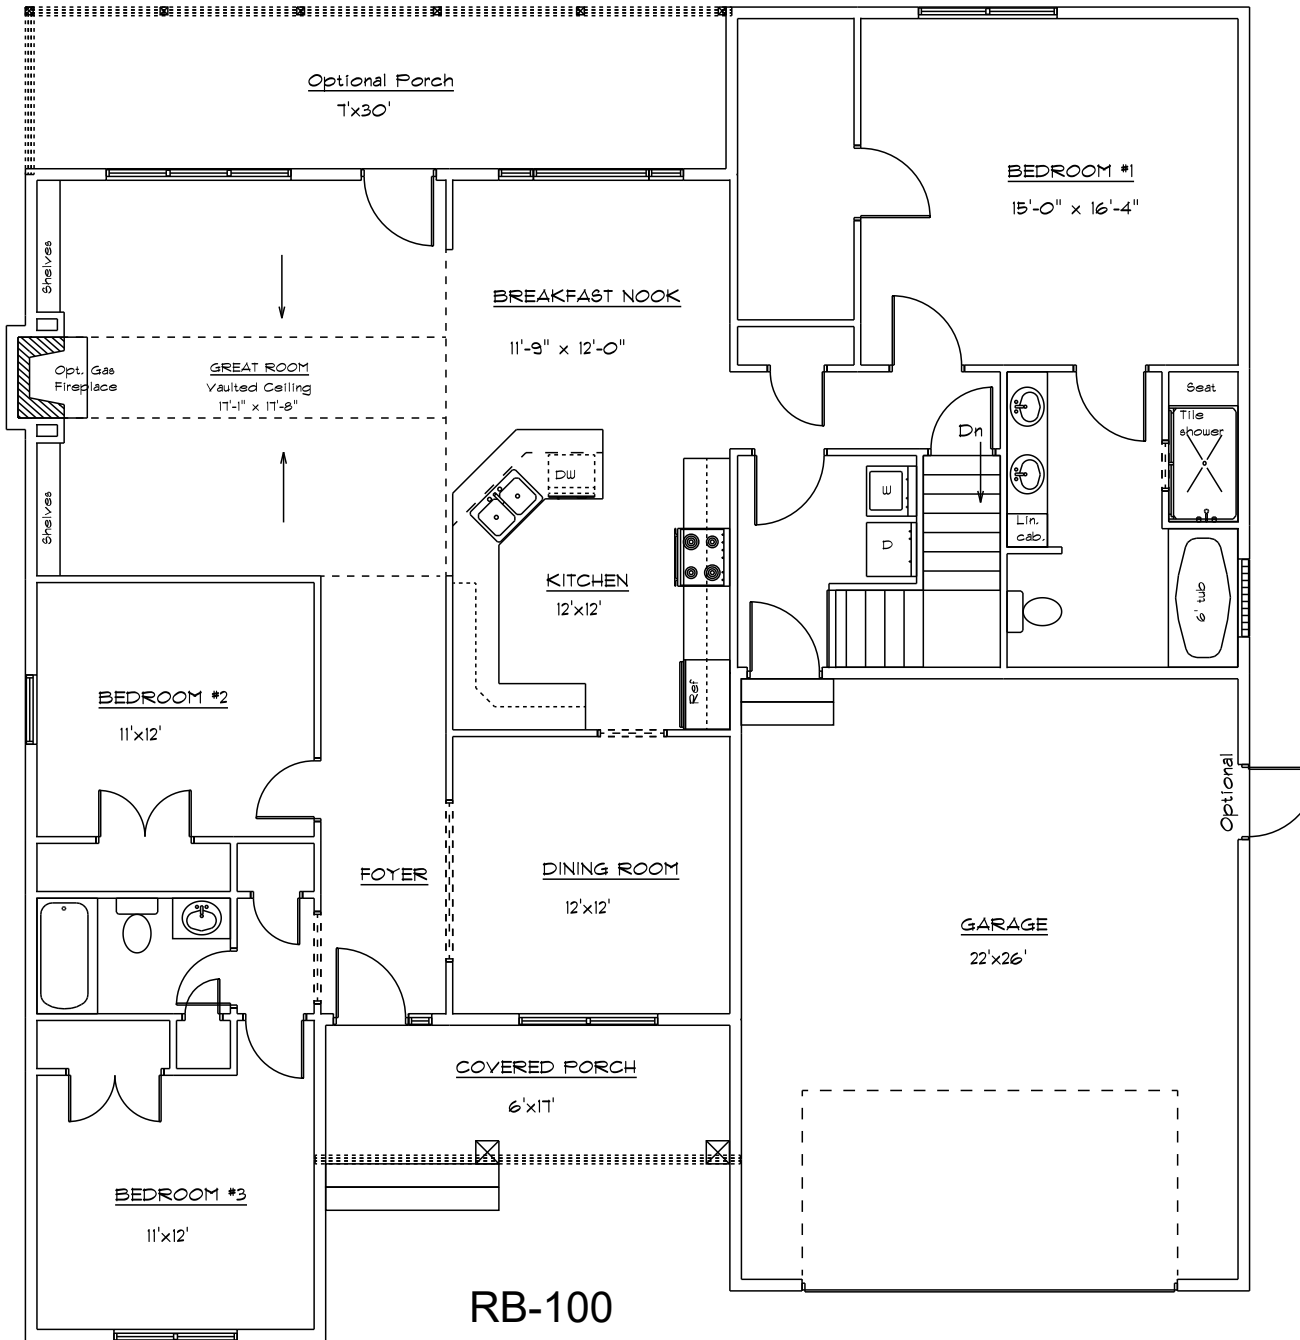 Optional Porch
7'x30'
BEDROOM #1
15'-0" x 16'-4"
Shelves
BREAKFAST NOOK
11'-9" x 12'-0"
Opt. Gas
Fireplace
GREAT ROOM
Vaulted Ceiling
17'-1" x 17'-8"
Seat
Tile
shower
Dn
DW
W
Shelves
Lin.
cab.
D
KITCHEN
12'x12'
6' tub
BEDROOM #2
11'x12'
Ref
Optional
FOYER
DINING ROOM
12'x12'
GARAGE
22'x26'
COVERED PORCH
6'x17'
BEDROOM #3
11'x12'
RB-100